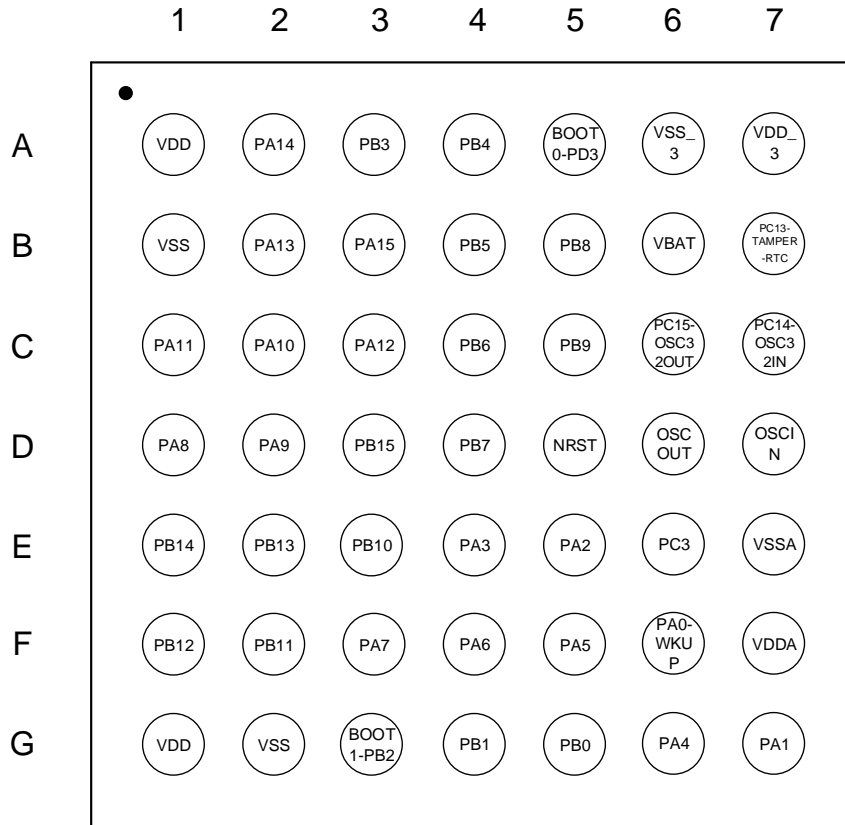 1 2 3 4 5 6 7
A VDD PA14 PB3 PB4 BOOT0-PD3 VSS_3 VDD_3
B VSS PA13 PA15 PB5 PB8 VBAT PC13-TAMPER-RTC
C PA11 PA10 PA12 PB6 PB9 PC15-OSC32OUT PC14-OSC32IN
D PA8 PA9 PB15 PB7 NRST OSCOUT OSCIN
E PB14 PB13 PB10 PA3 PA2 PC3 VSSA
F PB12 PB11 PA7 PA6 PA5 PA0-WKUP VDDA
G VDD VSS BOOT1-PB2 PB1 PB0 PA4 PA1